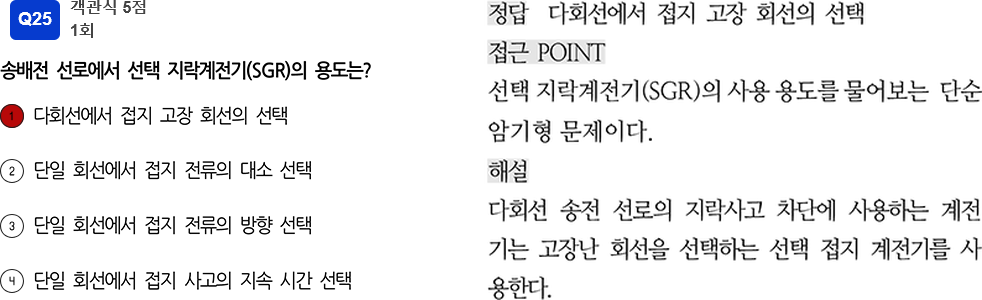 Q25
객관식 5점
1회
송배전 선로에서 선택 지락계전기(SGR)의 용도는?
1 다회선에서 접지 고장 회선의 선택
2 단일 회선에서 접지 전류의 대소 선택
3 단일 회선에서 접지 전류의 방향 선택
4 단일 회선에서 접지 사고의 지속 시간 선택
정답 다회선에서 접지 고장 회선의 선택
접근 POINT
선택 지락계전기(SGR)의 사용 용도를 물어보는 단순
암기형 문제이다.
해설
다회선 송전 선로의 지락사고 차단에 사용하는 계전
기는 고장난 회선을 선택하는 선택 접지 계전기를 사
용한다.